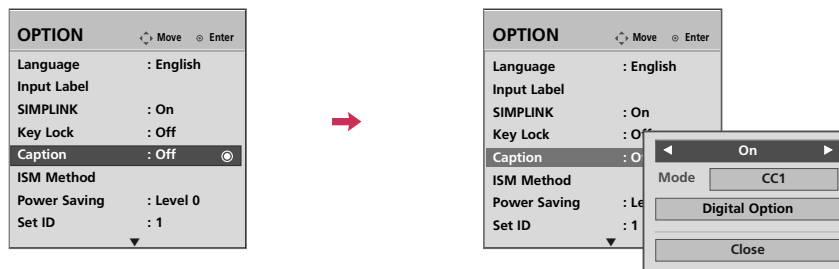 OPTION Move Enter
Language : English
Input Label
SIMPLINK : On
Key Lock : Off
Caption : Off
ISM Method
Power Saving : Level 0
Set ID : 1
OPTION Move Enter
Language : English
Input Label
SIMPLINK : On
Key Lock
Caption
ISM Method
Power Saving
Set ID : 1
On
Mode CC1
Digital Option
Close